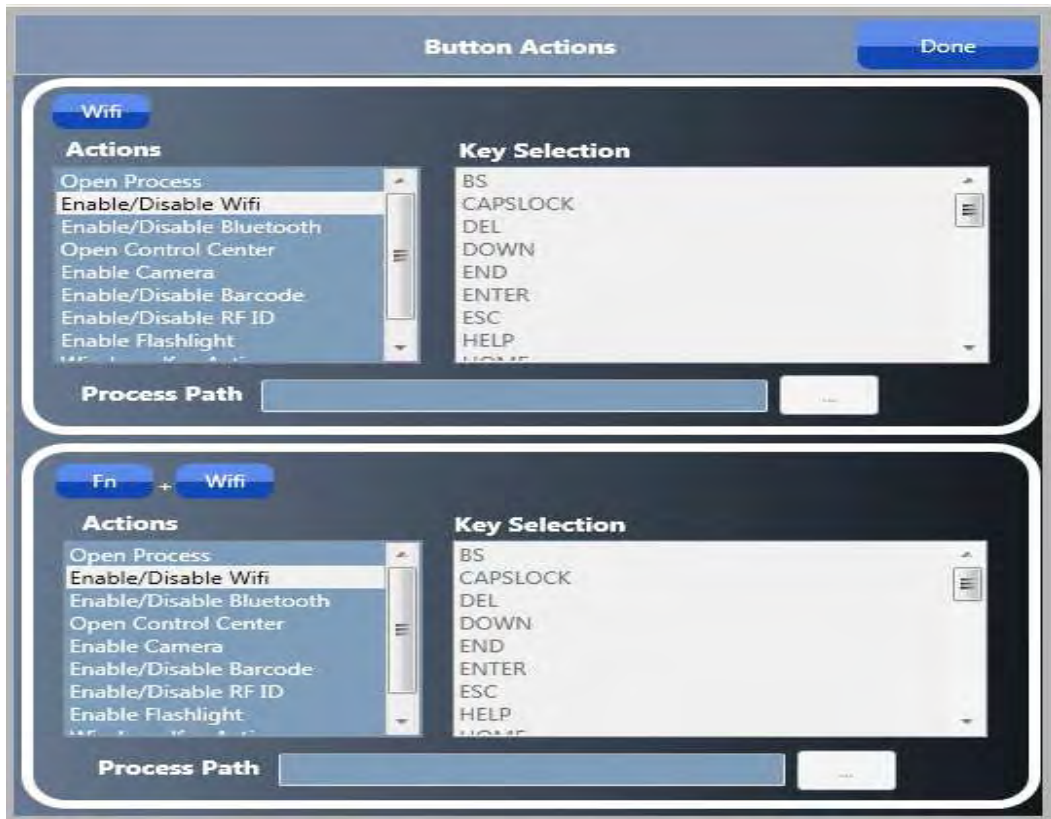 Button Actions
Done
Wifi
Actions
Open Process
Enable/Disable Wifi
Enable/Disable Bluetooth
Open Control Center
Enable Camera
Enable/Disable Barcode
Enable/Disable RF ID
Enable Flashlight
Key Selection
BS
CAPSLOCK
DEL
DOWN
END
ENTER
ESC
HELP
HOME
Process Path
...
Fn + Wifi
Actions
Open Process
Enable/Disable Wifi
Enable/Disable Bluetooth
Open Control Center
Enable Camera
Enable/Disable Barcode
Enable/Disable RF ID
Enable Flashlight
Key Selection
BS
CAPSLOCK
DEL
DOWN
END
ENTER
ESC
HELP
HOME
Process Path
...